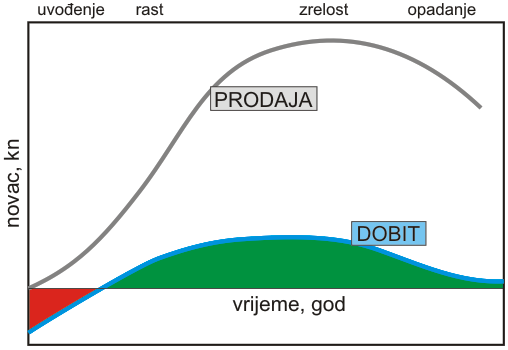 uvođenje rast zrelost opadanje
PRODAJA
novac, kn
DOBIT
vrijeme, god